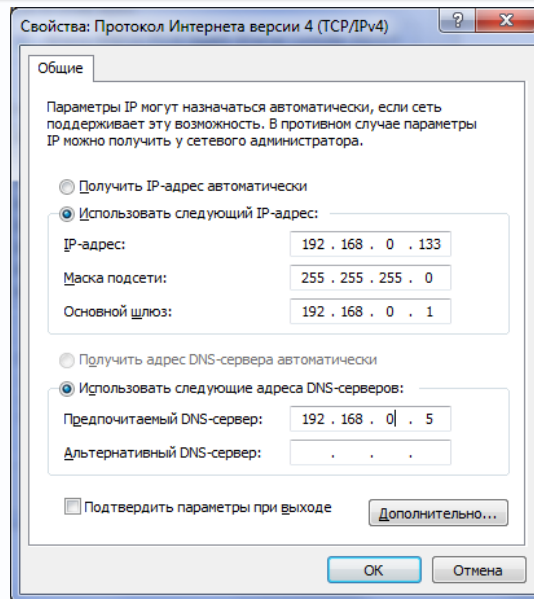 Свойства: Протокол Интернета версии 4 (TCP/IPv4)
Общие
Параметры IP могут назначаться автоматически, если сеть
поддерживает эту возможность. В противном случае параметры
IP можно получить у сетевого администратора.
Получить IP-адрес автоматически
Использовать следующий IP-адрес:
IP-адрес: 192 . 168 . 0 . 133
Маска подсети: 255 . 255 . 255 . 0
Основной шлюз: 192 . 168 . 0 . 1
Получить адрес DNS-сервера автоматически
Использовать следующие адреса DNS-серверов:
Предпочитаемый DNS-сервер: 192 . 168 . 0 . 5
Альтернативный DNS-сервер: . . .
Подтвердить параметры при выходе
Дополнительно...
ОК Отмена